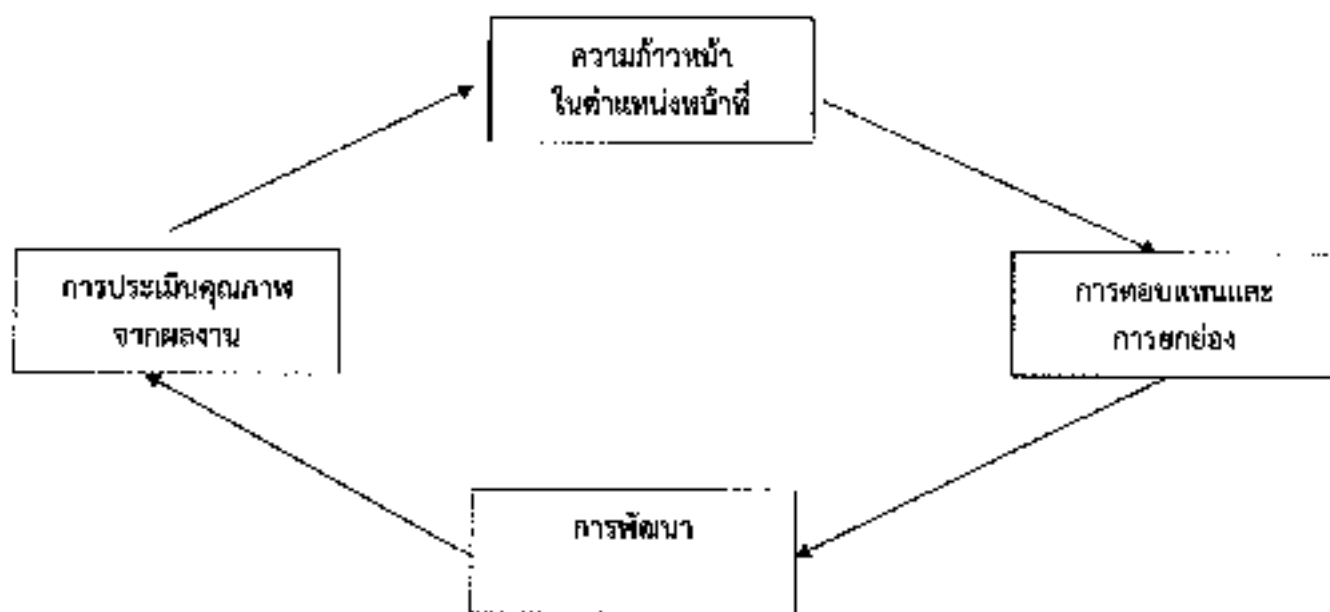 ความก้าวหน้า
ในตำแหน่งหน้าที่
การประเมินคุณภาพ
จากผลงาน
การตอบแทนและ
การยกย่อง
การพัฒนา